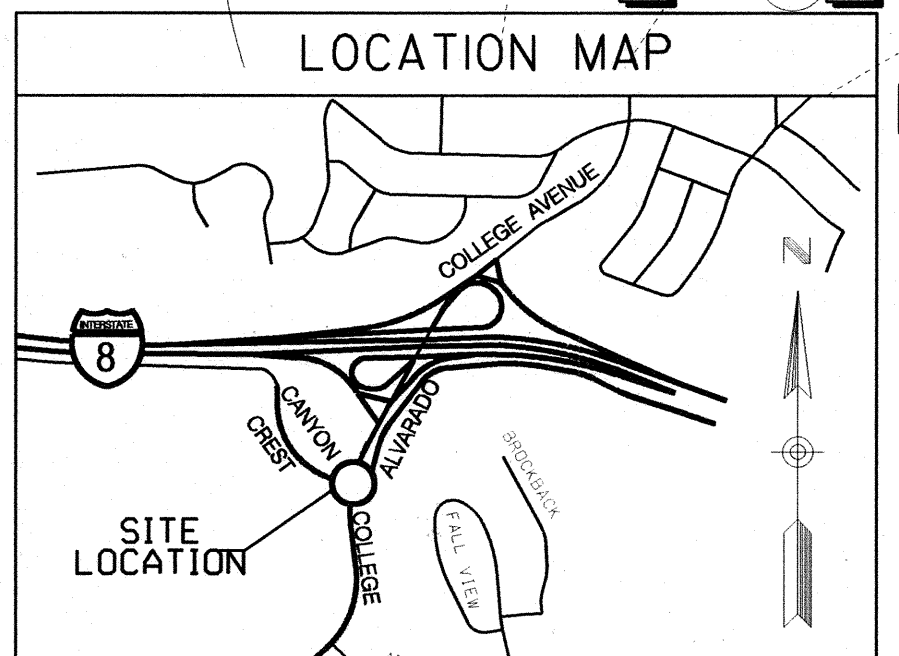 LOCATION MAP
COLLEGE AVENUE
N
INTERSTATE
8
CANYON
CREST
ALVARADO
BROCKBACK
SITE
LOCATION
COLLEGE
FALL VIEW